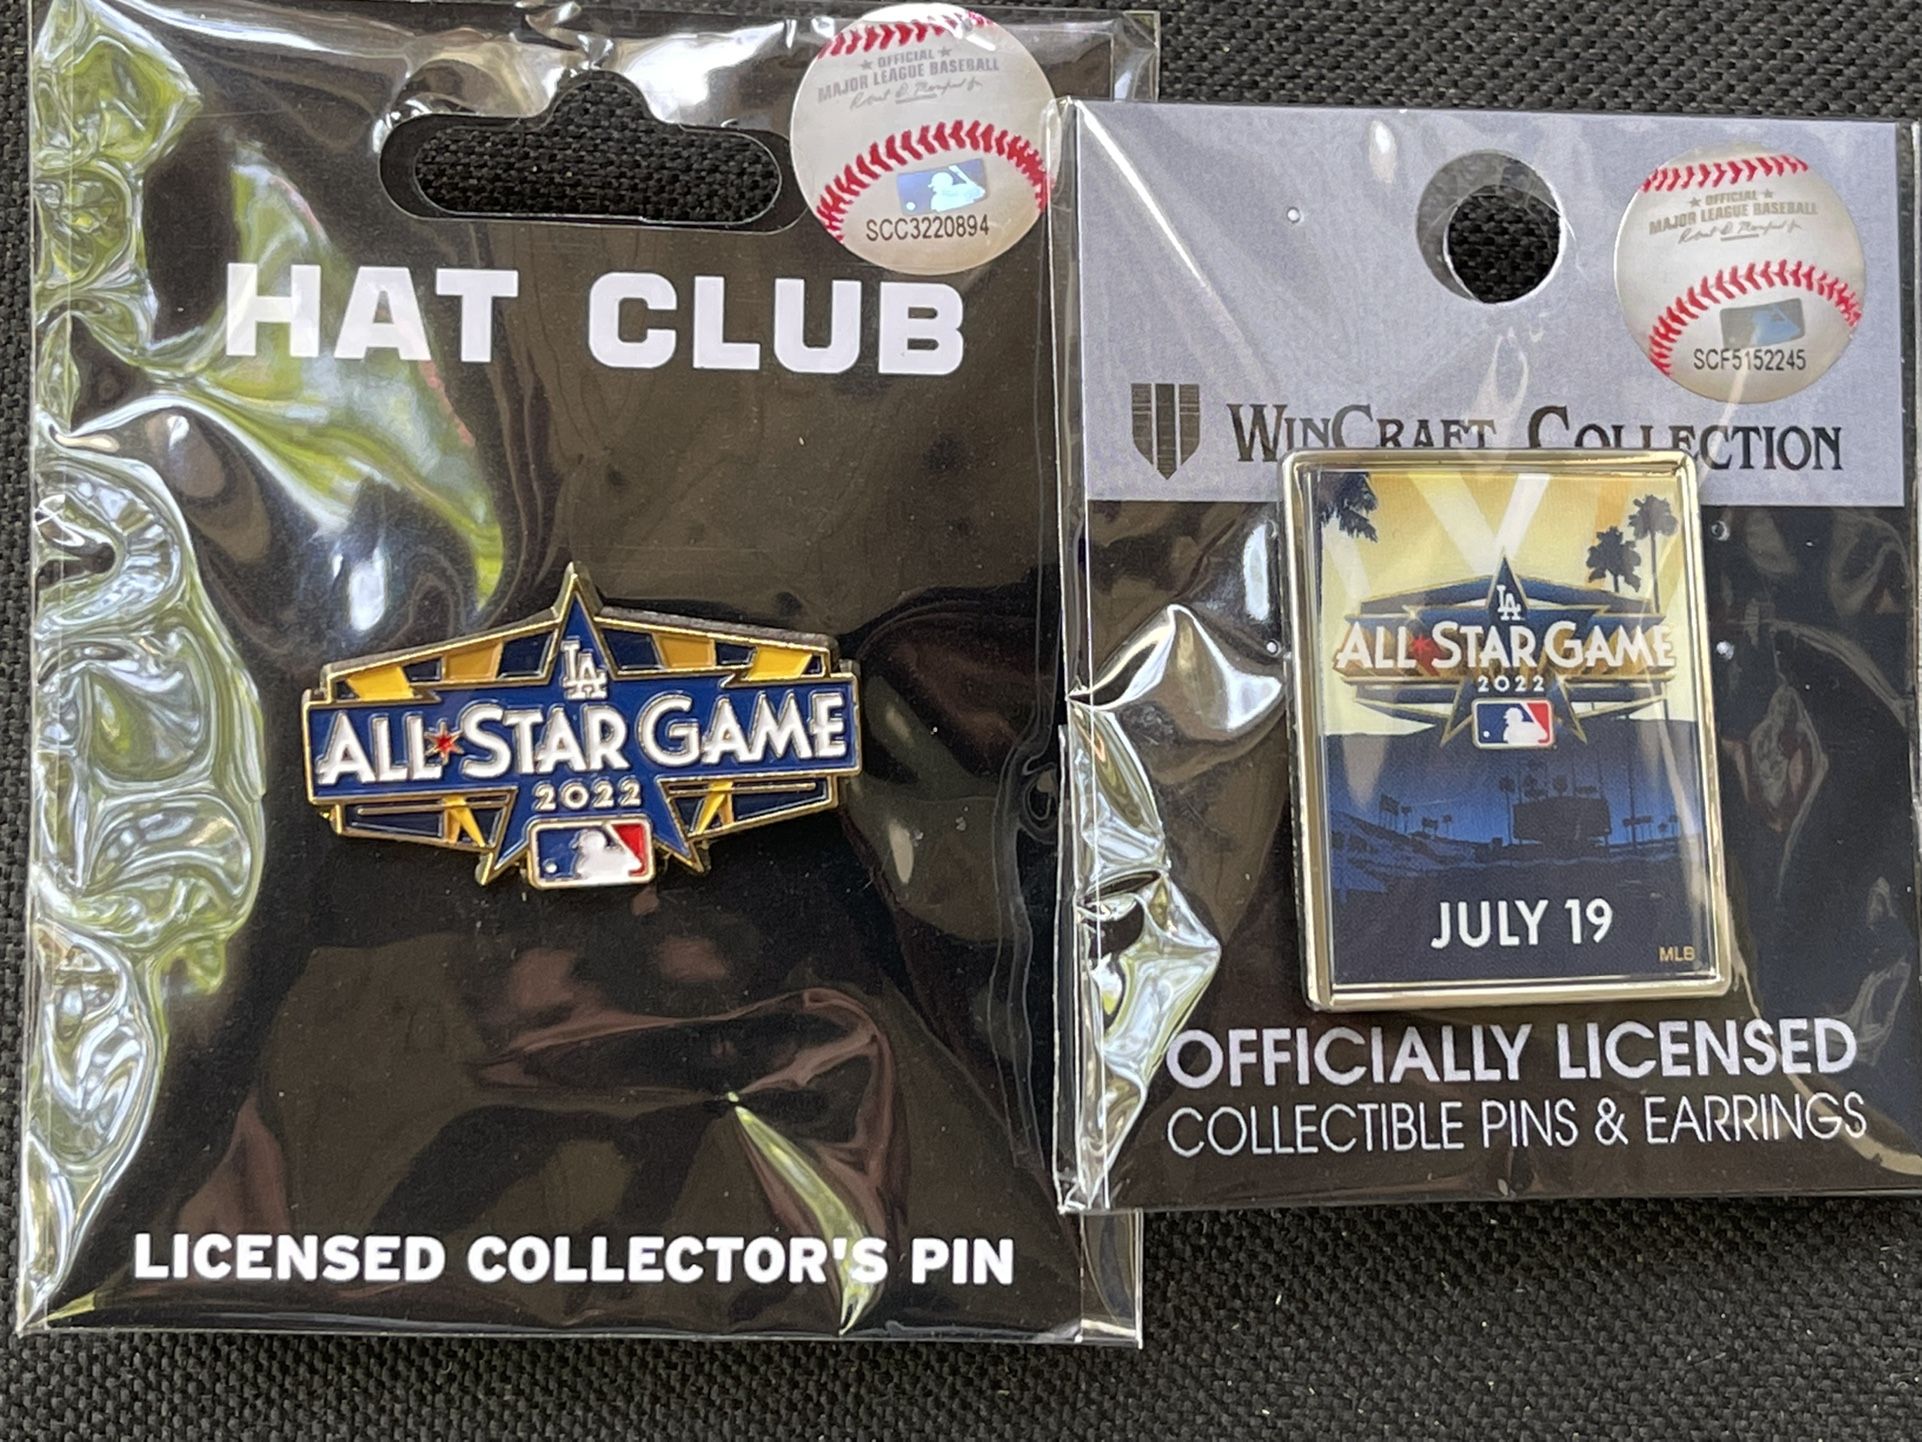 OFFICIAL
MAJOR LEAGUE BASEBALL
SCC3220894
HAT CLUB
LA
ALL STAR GAME
2022
LICENSED COLLECTOR'S PIN
OFFICIAL
MAJOR LEAGUE BASEBALL
SCF5152245
WINCRAFT COLLECTION
LA
ALL STAR GAME
2022
JULY 19
MLB
OFFICIALLY LICENSED
COLLECTIBLE PINS & EARRINGS